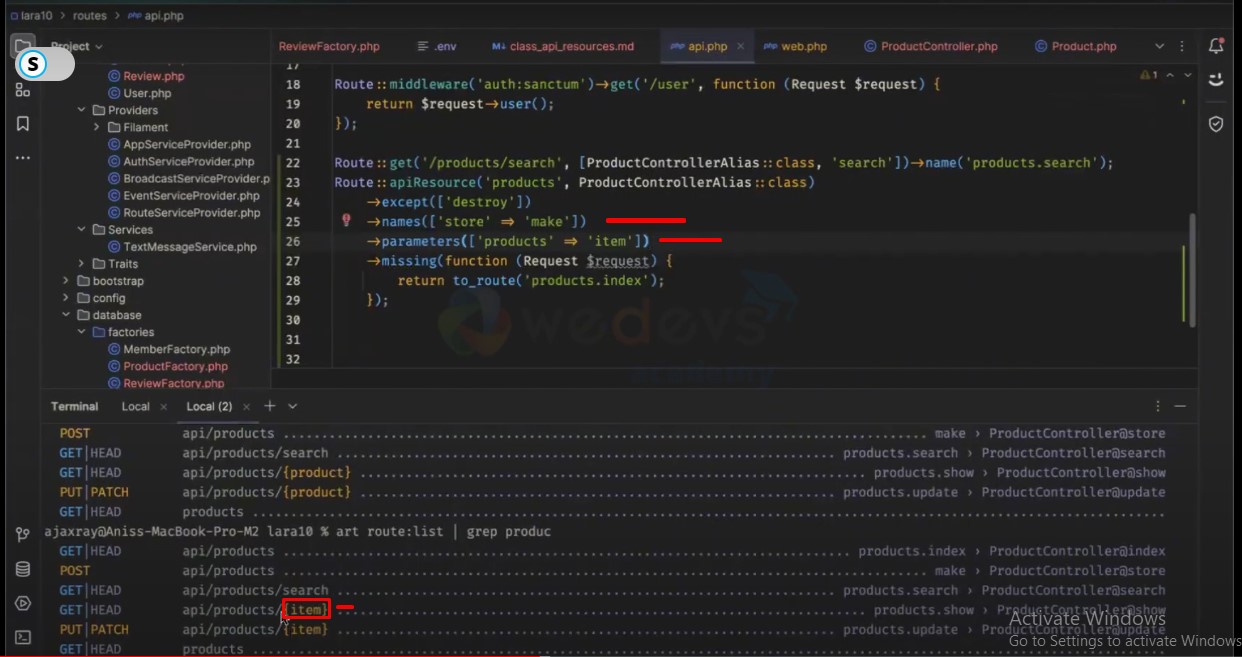 lara10 > routes > php api.php
Project
ReviewFactory.php .env M↓ class_api_resources.md php api.php × php web.php ProductController.php Product.php
S
Review.php
User.php
Providers
Filament
AppServiceProvider.php
AuthServiceProvider.php
BroadcastServiceProvider.p
EventServiceProvider.php
RouteServiceProvider.php
Services
TextMessageService.php
Traits
bootstrap
config
database
factories
MemberFactory.php
ProductFactory.php
ReviewFactory.php
1
17
18 Route::middleware('auth:sanctum')→get('/user', function (Request $request) {
19 return $request→user();
20 });
21
22 Route::get('/products/search', [ProductControllerAlias::class, 'search'])→name('products.search');
23 Route::apiResource('products', ProductControllerAlias::class)
24 →except(['destroy'])
25 →names(['store' ⇒ 'make'])
26 →parameters(['products' ⇒ 'item'])
27 →missing(function (Request $request) {
28 return to_route('products.index');
29 });
30
31
32
wedevs
academy
Terminal Local × Local (2) × +
POST api/products ... make › ProductController@store
GET|HEAD api/products/search ... products.search › ProductController@search
GET|HEAD api/products/{product} ... products.show › ProductController@show
PUT|PATCH api/products/{product} ... products.update › ProductController@update
GET|HEAD products ...
ajaxray@Aniss-MacBook-Pro-M2 lara10 % art route:list | grep produc
GET|HEAD api/products ... products.index › ProductController@index
POST api/products ... make › ProductController@store
GET|HEAD api/products/search ... products.search › ProductController@search
GET|HEAD api/products/{item} ... products.show › ProductController@show
PUT|PATCH api/products/{item} ... products.update › ProductController@update
GET|HEAD products ...
Activate Windows
Go to Settings to activate Windows